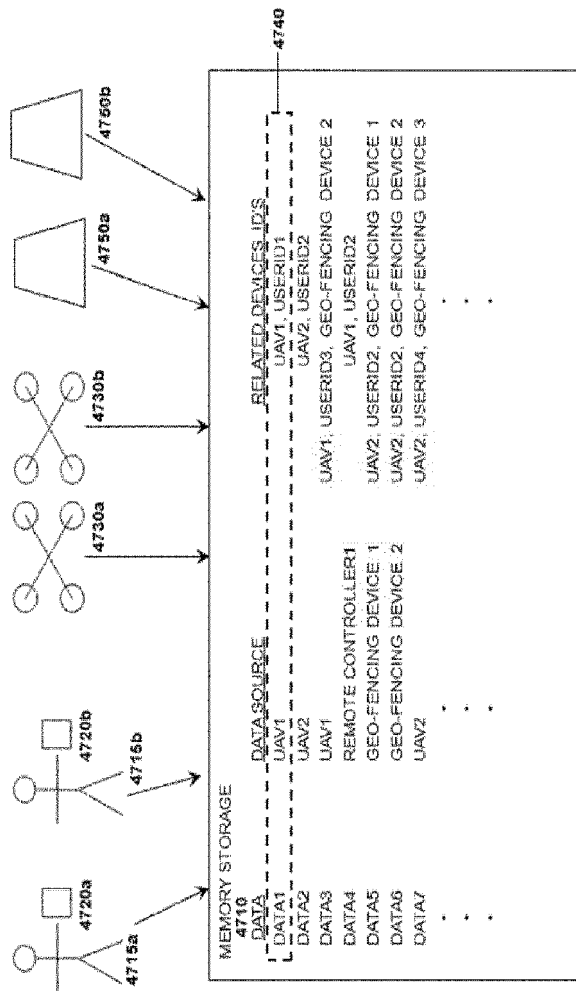 4720a
4715a
4720b
4715b
4730a
4730b
4750a
4750b
4740
MEMORY STORAGE
4710
DATA DATA SOURCE RELATED DEVICES ID'S
DATA1 UAV1 UAV1, USERID1
DATA2 UAV2 UAV2, USERID2
DATA3 UAV1 UAV1, USERID3, GEO-FENCING DEVICE 2
DATA4 REMOTE CONTROLLER1 UAV1, USERID2
DATA5 GEO-FENCING DEVICE 1 UAV2, USERID2, GEO-FENCING DEVICE 1
DATA6 GEO-FENCING DEVICE 2 UAV2, USERID2, GEO-FENCING DEVICE 2
DATA7 UAV2 UAV2, USERID4, GEO-FENCING DEVICE 3